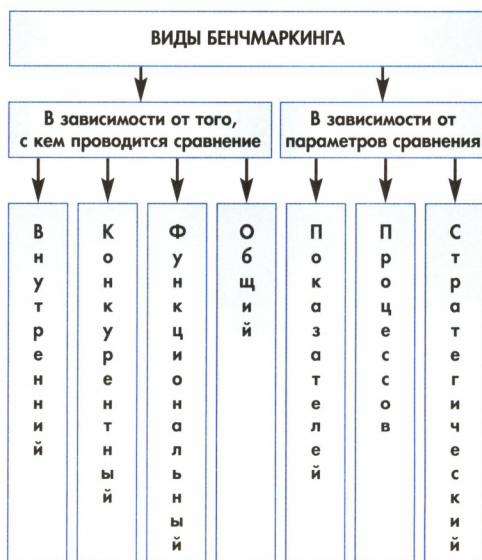 ВИДЫ БЕНЧМАРКИНГА
В зависимости от того,
с кем проводится сравнение
В зависимости от
параметров сравнения
Внутренний
Конкурентный
Функциональный
Общий
Показателей
Процессов
Стратегический